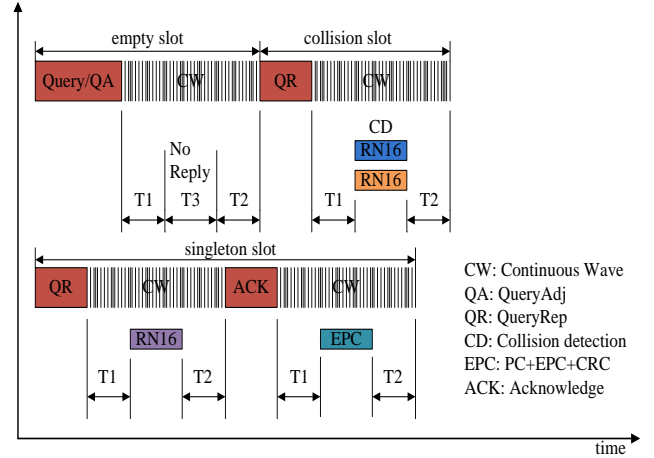 empty slot
collision slot
Query/QA
CW
QR
CW
CD
RN16
RN16
No
Reply
T1
T3
T2
T1
T2
singleton slot
QR
CW
ACK
CW
RN16
EPC
T1
T2
T1
T2
CW: Continuous Wave
QA: QueryAdj
QR: QueryRep
CD: Collision detection
EPC: PC+EPC+CRC
ACK: Acknowledge
time